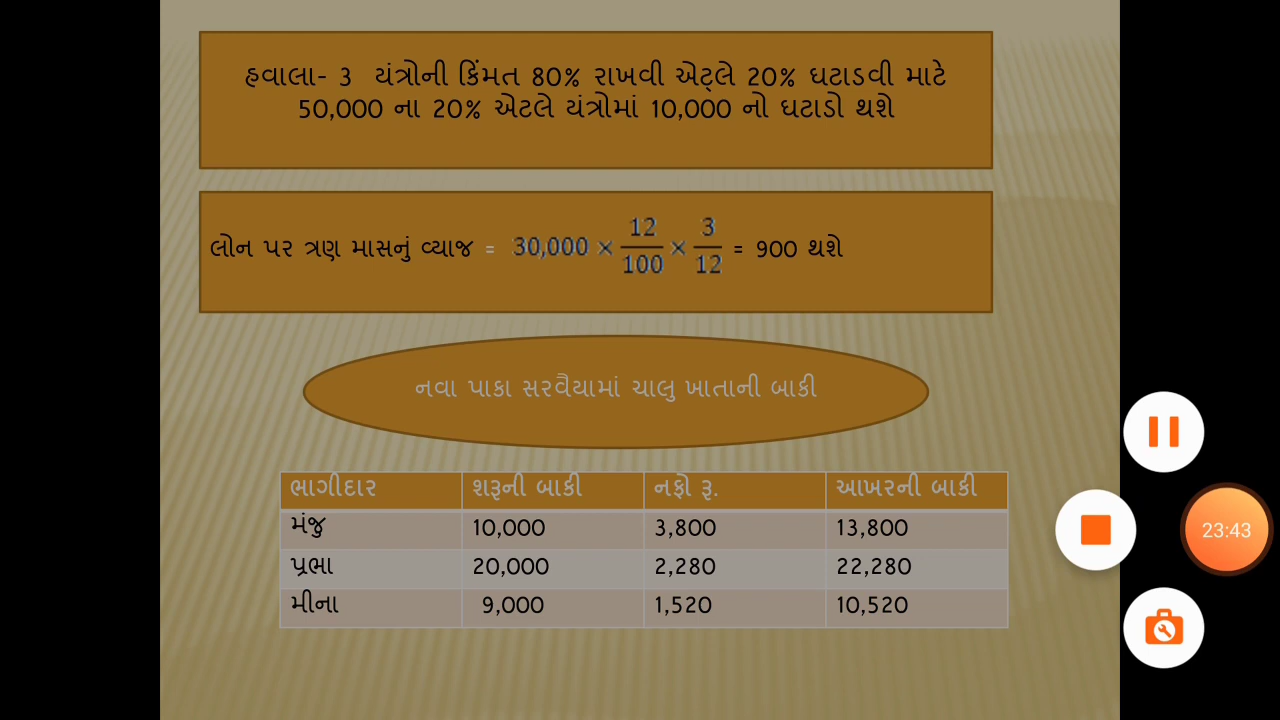 હવાલા- 3 યંત્રોની કિંમત 80% રાખવી એટ્લે 20% ઘટાડવી માટે
50,000 ના 20% એટલે યંત્રોમાં 10,000 નો ઘટાડો થશે
લોન પર ત્રણ માસનું વ્યાજ = 30,000 × 12/100 × 3/12 = 900 થશે
નવા પાકા સરવૈયામાં ચાલુ ખાતાની બાકી
ભાગીદાર શરૂની બાકી નફો રૂ. આખરની બાકી
મંજુ 10,000 3,800 13,800
પ્રભા 20,000 2,280 22,280
મીના 9,000 1,520 10,520
23:43